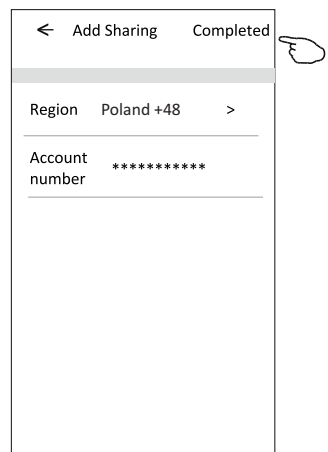 ← Add Sharing Completed
Region Poland +48 >
Account
number ***********